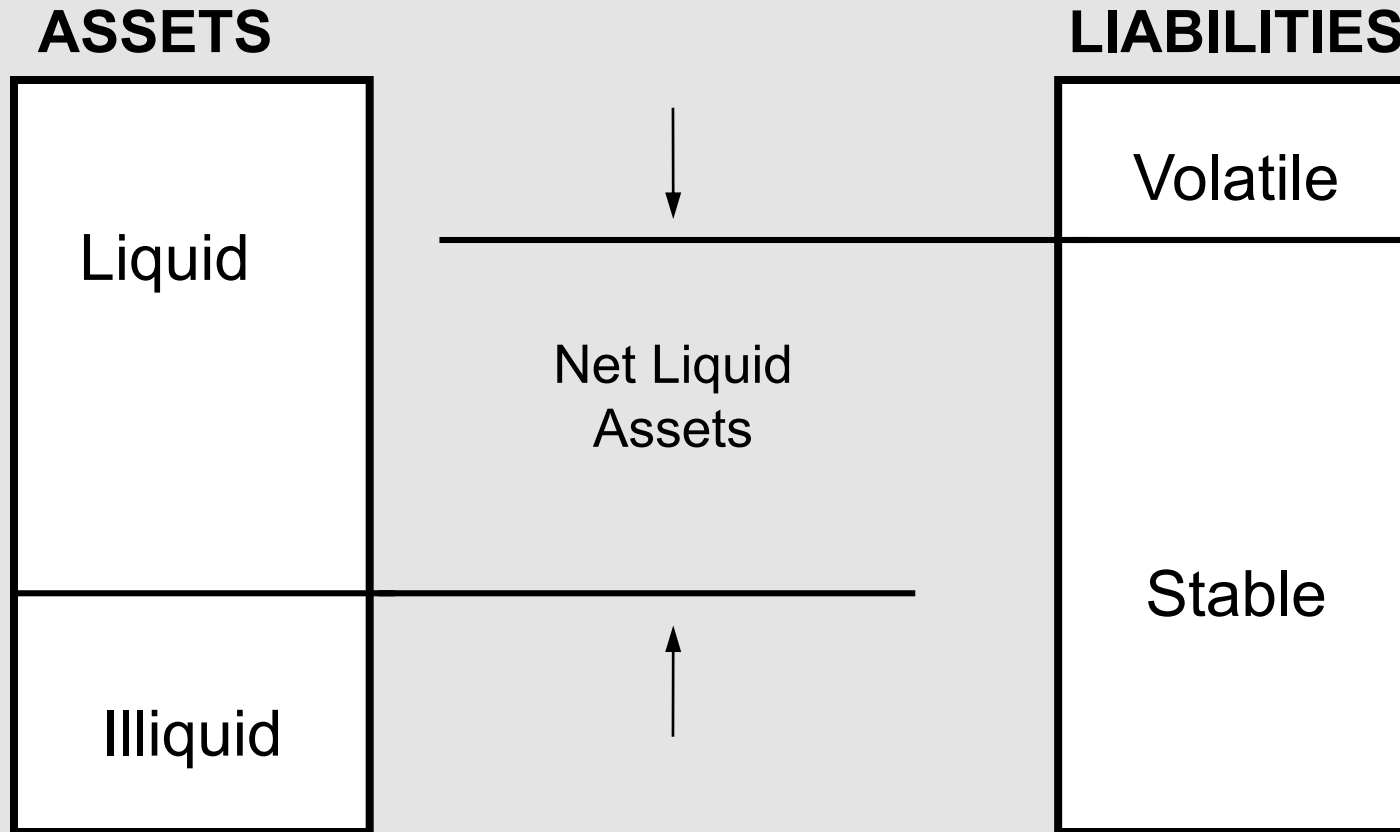 ASSETS
LIABILITIES
Volatile
Liquid
Net Liquid
Assets
Stable
Illiquid